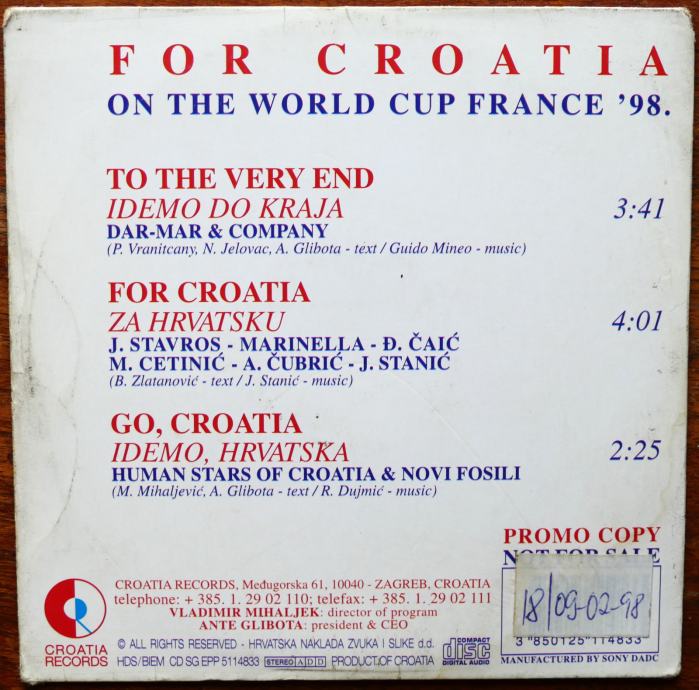 FOR CROATIA
ON THE WORLD CUP FRANCE '98.
TO THE VERY END
IDEMO DO KRAJA 3:41
DAR-MAR & COMPANY
(P. Vranitcany, N. Jelovac, A. Glibota - text / Guido Mineo - music)
FOR CROATIA
ZA HRVATSKU 4:01
J. STAVROS - MARINELLA - Đ. ČAIĆ
M. CETINIĆ - A. ČUBRIĆ - J. STANIĆ
(B. Zlatanović - text / J. Stanić - music)
GO, CROATIA
IDEMO, HRVATSKA 2:25
HUMAN STARS OF CROATIA & NOVI FOSILI
(M. Mihaljević, A. Glibota - text / R. Dujmić - music)
PROMO COPY
NOT FOR SALE
18/09-02-98
3 850125 114833
MANUFACTURED BY SONY DADC
CROATIA RECORDS, Međugorska 61, 10040 - ZAGREB, CROATIA
telephone: + 385. 1. 29 02 110; telefax: + 385. 1. 29 02 111
VLADIMIR MIHALJEK: director of program
ANTE GLIBOTA: president & CEO
CROATIA
RECORDS
© ALL RIGHTS RESERVED - HRVATSKA NAKLADA ZVUKA I SLIKE d.d.
HDS/BIEM CD SG EPP 5114833 STEREO ADD PRODUCT OF CROATIA
COMPACT
disc
DIGITAL AUDIO